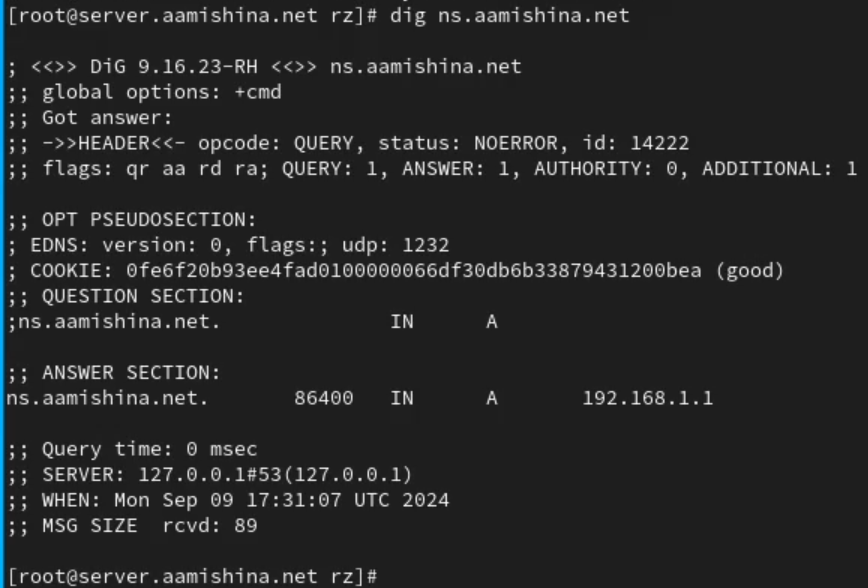 [root@server.aamishina.net rz]# dig ns.aamishina.net
; <<>> DiG 9.16.23-RH <<>> ns.aamishina.net
;; global options: +cmd
;; Got answer:
;; ->>HEADER<<- opcode: QUERY, status: NOERROR, id: 14222
;; flags: qr aa rd ra; QUERY: 1, ANSWER: 1, AUTHORITY: 0, ADDITIONAL: 1
;; OPT PSEUDOSECTION:
; EDNS: version: 0, flags:; udp: 1232
; COOKIE: 0fe6f20b93ee4fad0100000066df30db6b33879431200bea (good)
;; QUESTION SECTION:
;ns.aamishina.net. IN A
;; ANSWER SECTION:
ns.aamishina.net. 86400 IN A 192.168.1.1
;; Query time: 0 msec
;; SERVER: 127.0.0.1#53(127.0.0.1)
;; WHEN: Mon Sep 09 17:31:07 UTC 2024
;; MSG SIZE rcvd: 89
[root@server.aamishina.net rz]#